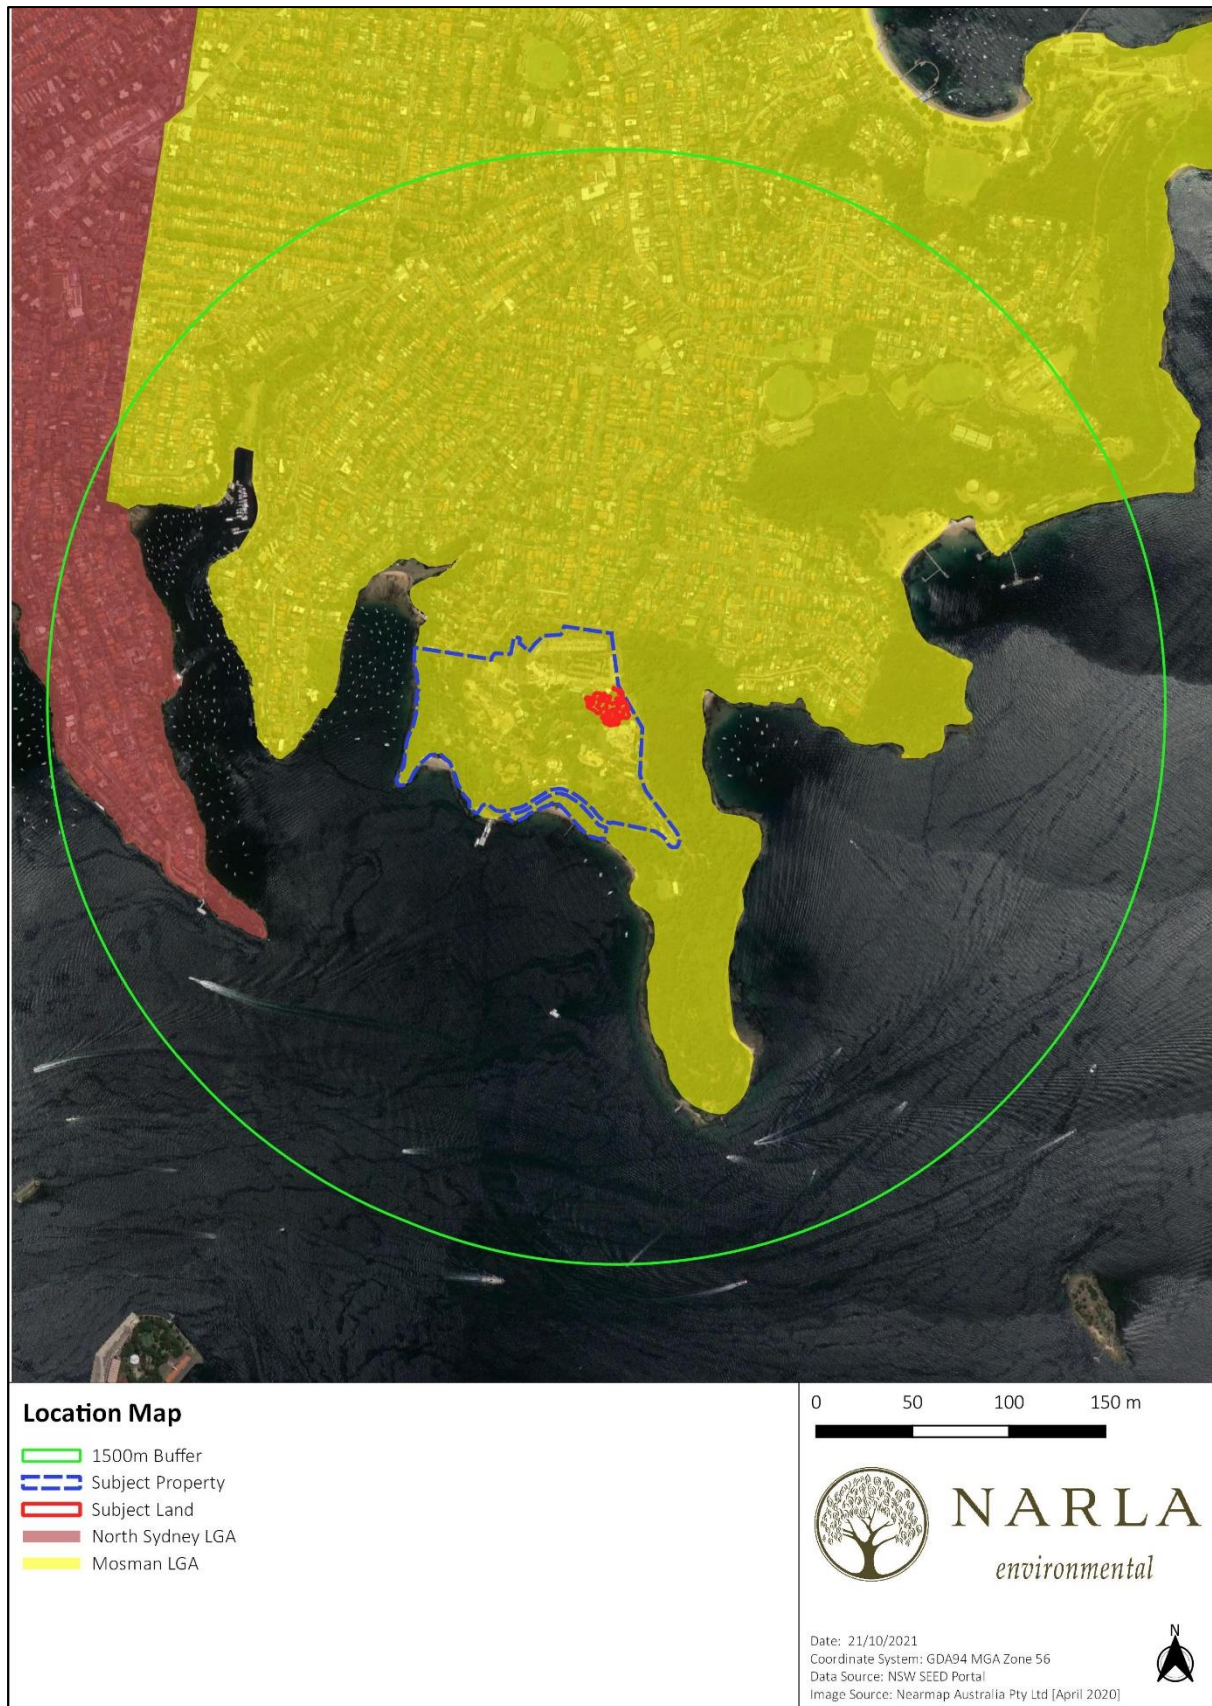 Location Map
1500m Buffer
Subject Property
Subject Land
North Sydney LGA
Mosman LGA
0 50 100 150 m
NARLA
environmental
Date: 21/10/2021
Coordinate System: GDA94 MGA Zone 56
Data Source: NSW SEED Portal
Image Source: Nearmap Australia Pty Ltd [April 2020]
N